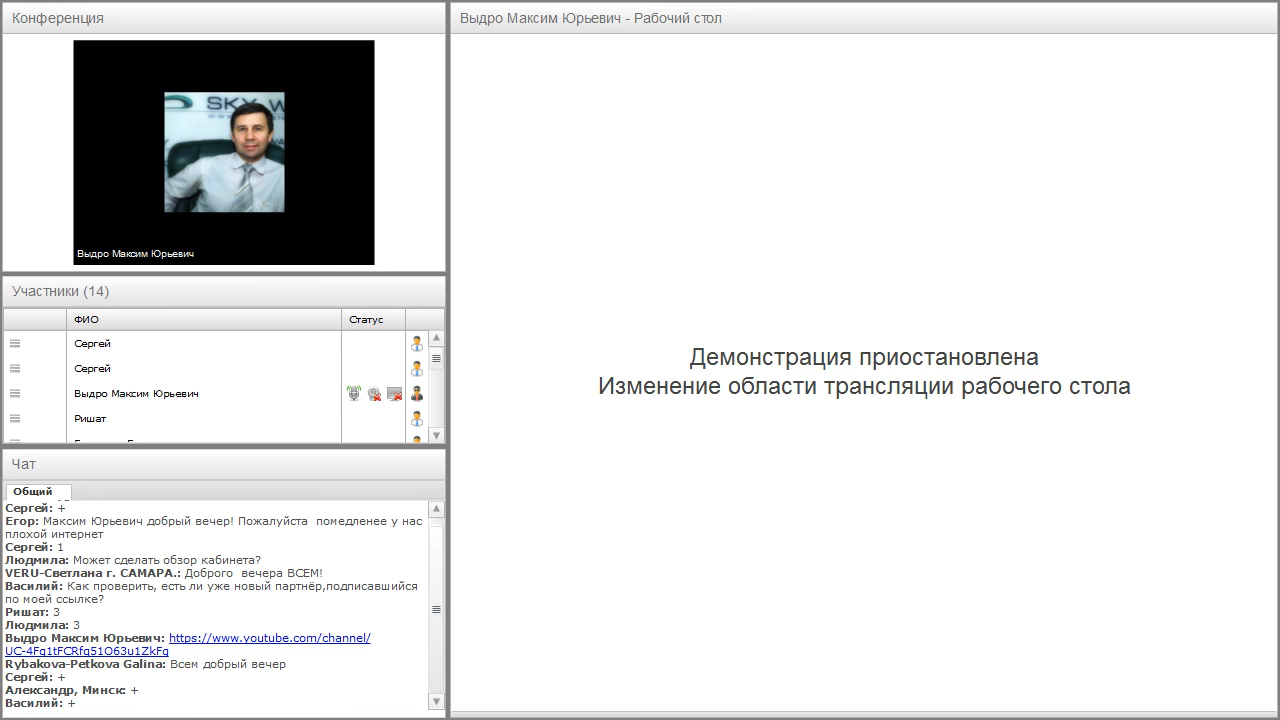 Конференция
SKY W
Выдро Максим Юрьевич
Участники (14)
ФИО Статус
Сергей
Сергей
Выдро Максим Юрьевич
Ришат
Чат
Общий
Сергей: +
Егор: Максим Юрьевич добрый вечер! Пожалуйста помедленее у нас
плохой интернет
Сергей: 1
Людмила: Может сделать обзор кабинета?
VERU-Светлана г. САМАРА.: Доброго вечера ВСЕМ!
Василий: Как проверить, есть ли уже новый партнёр,подписавшийся
по моей ссылке?
Ришат: 3
Людмила: 3
Выдро Максим Юрьевич: https://www.youtube.com/channel/
UC-4Fq1tFCRfq51O63u1ZkFq
Rybakova-Petkova Galina: Всем добрый вечер
Сергей: +
Александр, Минск: +
Василий: +
Выдро Максим Юрьевич - Рабочий стол
Демонстрация приостановлена
Изменение области трансляции рабочего стола